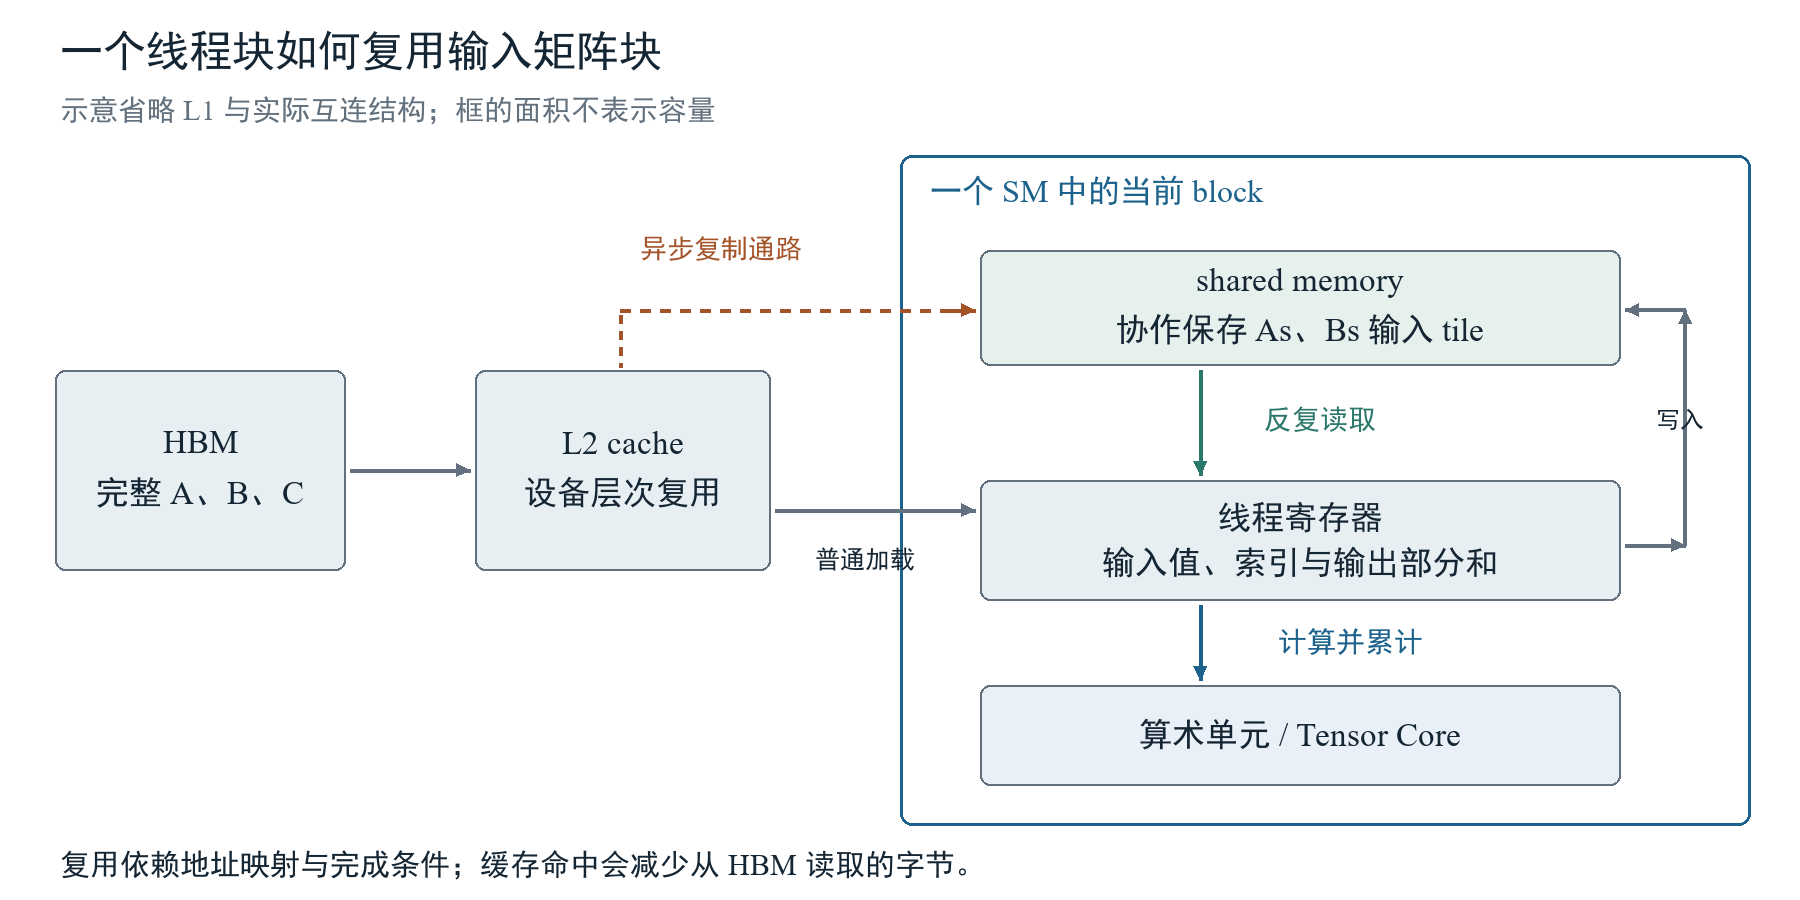 一个线程块如何复用输入矩阵块
示意省略 L1 与实际互连结构；框的面积不表示容量
一个 SM 中的当前 block
异步复制通路
shared memory
协作保存 As、Bs 输入 tile
HBM
完整 A、B、C
L2 cache
设备层次复用
反复读取
写入
普通加载
线程寄存器
输入值、索引与输出部分和
计算并累计
算术单元 / Tensor Core
复用依赖地址映射与完成条件；缓存命中会减少从 HBM 读取的字节。